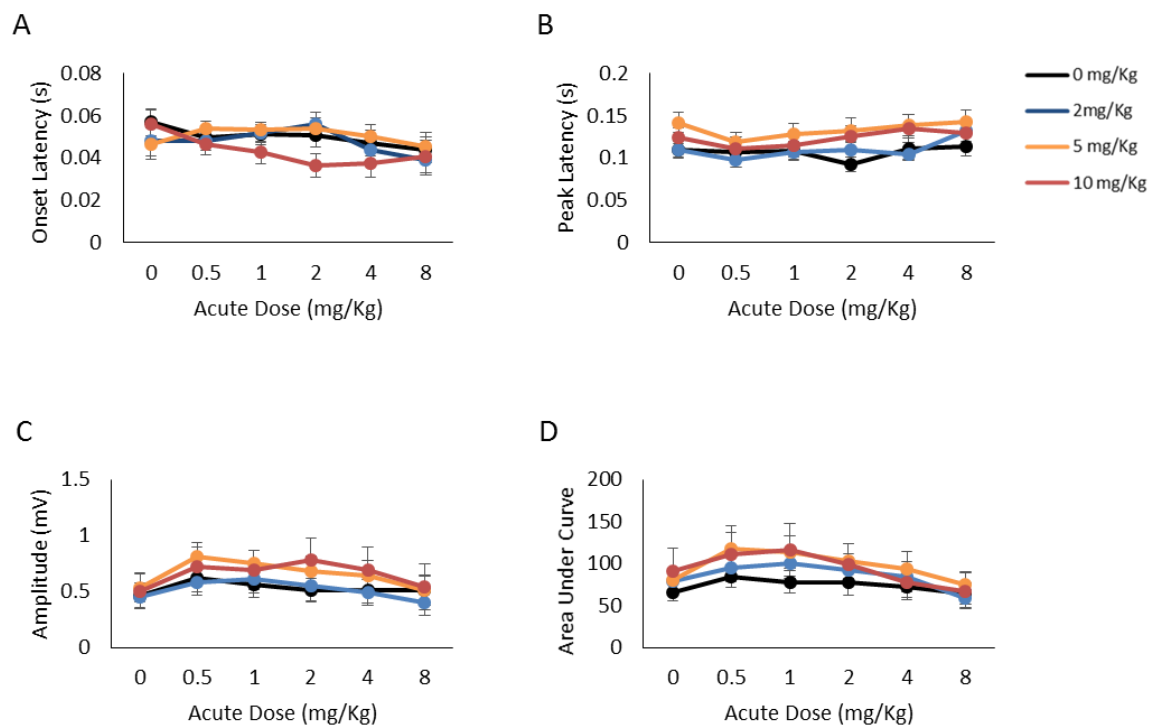 A
0.08
0.06
0.04
0.02
0
Onset Latency (s)
0 0.5 1 2 4 8
Acute Dose (mg/Kg)
B
0.2
0.15
0.1
0.05
0
Peak Latency (s)
0 0.5 1 2 4 8
Acute Dose (mg/Kg)
0 mg/Kg
2mg/Kg
5 mg/Kg
10 mg/Kg
C
1.5
1
0.5
0
Amplitude (mV)
0 0.5 1 2 4 8
Acute Dose (mg/Kg)
D
200
150
100
50
0
Area Under Curve
0 0.5 1 2 4 8
Acute Dose (mg/Kg)